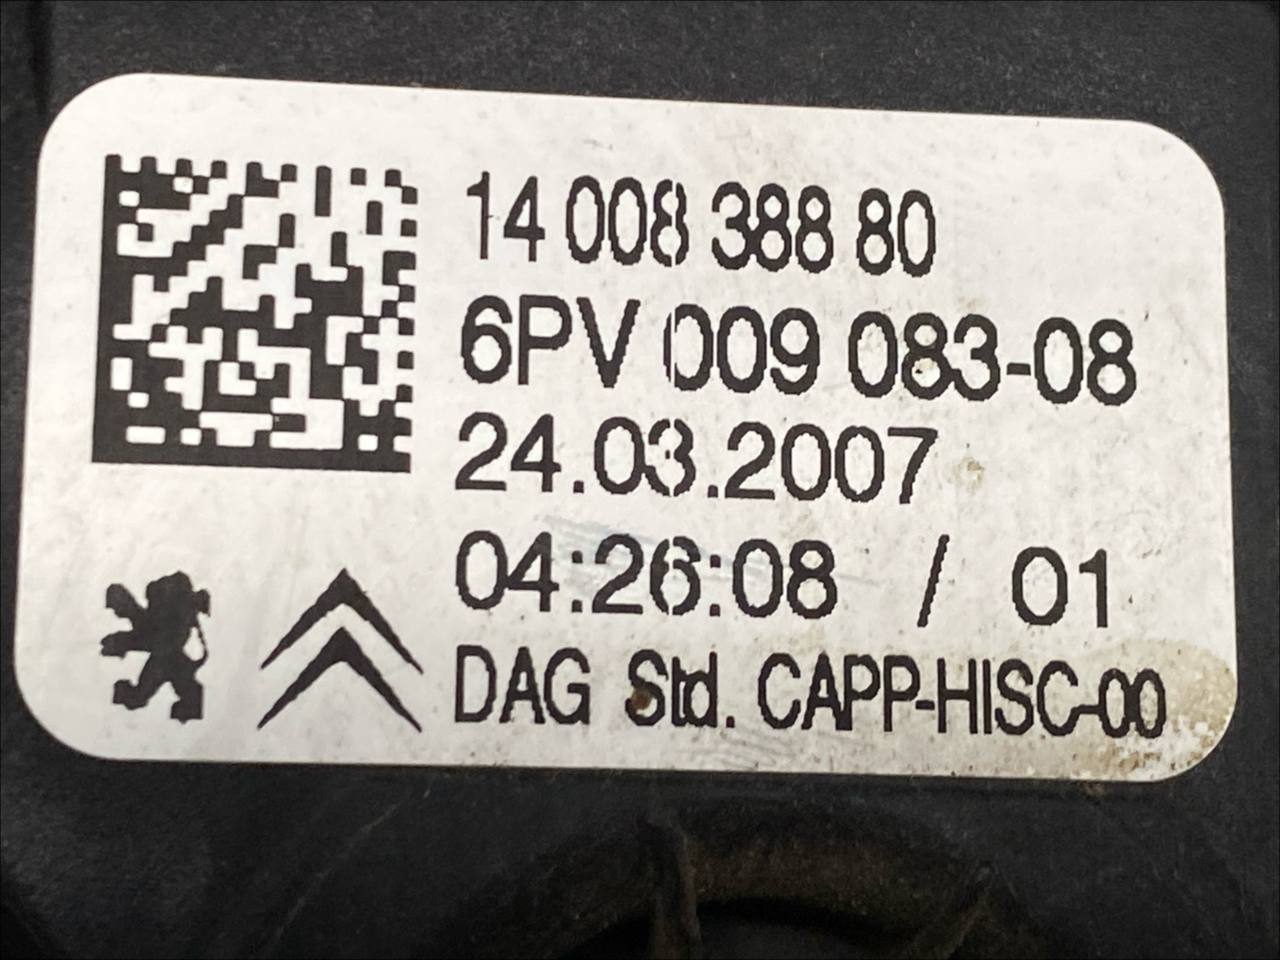 14 008 388 80
6PV 009 083-08
24.03.2007
04:26:08 / 01
DAG Std. CAPP-HISC-00